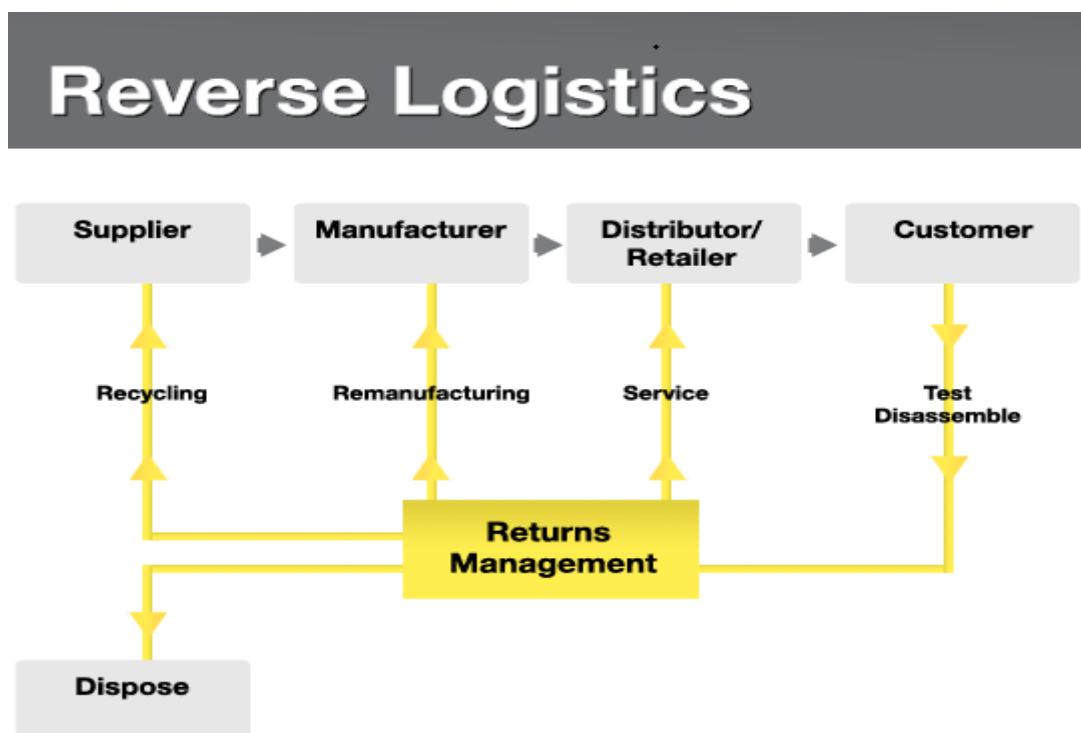 Reverse Logistics
Supplier
Manufacturer
Distributor/
Retailer
Customer
Recycling
Remanufacturing
Service
Test
Disassemble
Returns
Management
Dispose